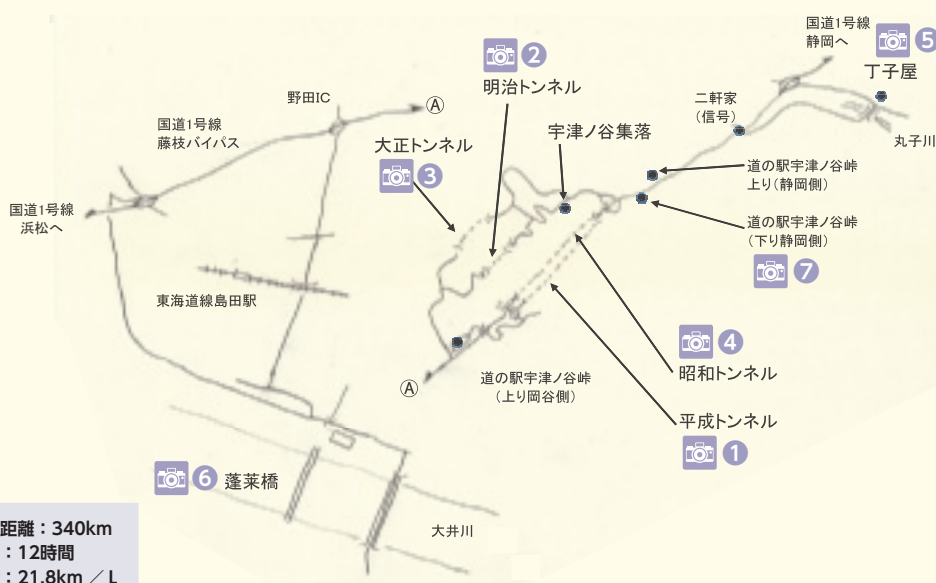 国道1号線
静岡へ
⑤
丁子屋
②
明治トンネル
二軒家
(信号)
野田IC
Ⓐ
国道1号線
藤枝バイパス
大正トンネル
③
宇津ノ谷集落
丸子川
道の駅宇津ノ谷峠
上り(静岡側)
国道1号線
浜松へ
道の駅宇津ノ谷峠
(下り静岡側)
⑦
東海道線島田駅
④
昭和トンネル
Ⓐ
道の駅宇津ノ谷峠
(上り岡谷側)
平成トンネル
①
⑥
蓬莱橋
大井川
距離：340km
：12時間
：21.8km／L